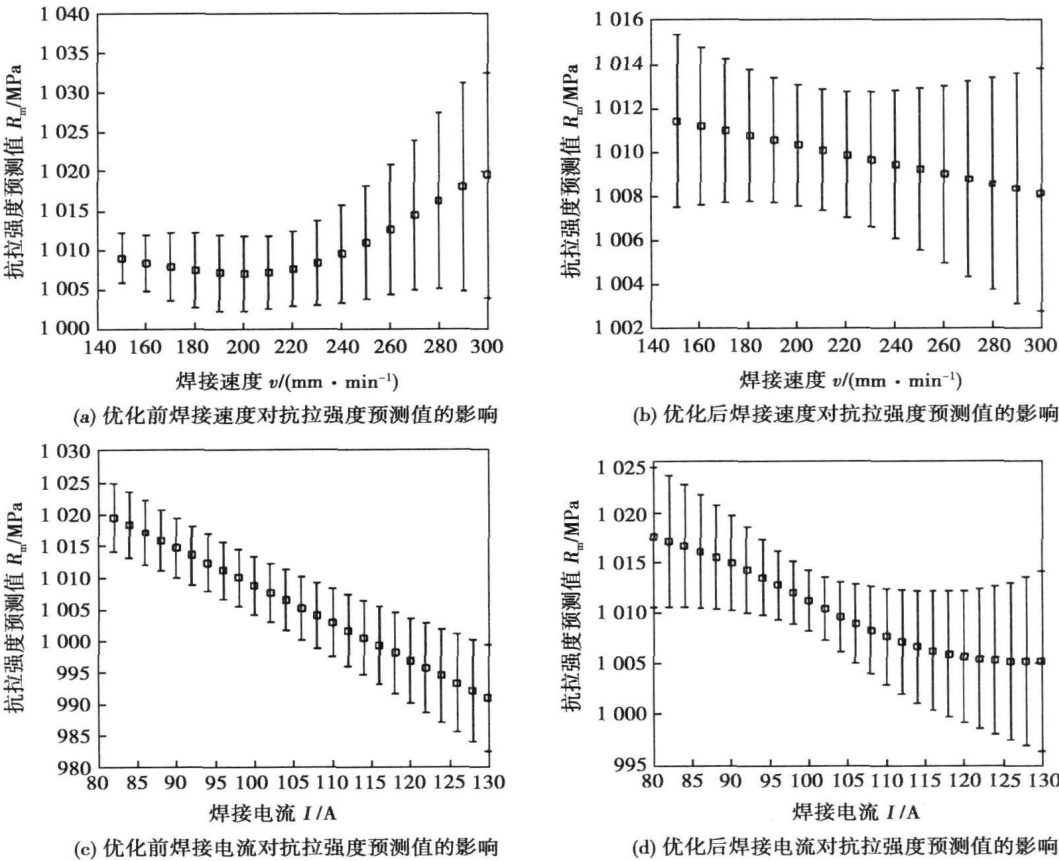 抗拉强度预测值 Rm/MPa
1 040
1 035
1 030
1 025
1 020
1 015
1 010
1 005
1 000
140 160 180 200 220 240 260 280 300
焊接速度 v/(mm · min⁻¹)
(a) 优化前焊接速度对抗拉强度预测值的影响
抗拉强度预测值 Rm/MPa
1 016
1 014
1 012
1 010
1 008
1 006
1 004
1 002
140 160 180 200 220 240 260 280 300
焊接速度 v/(mm · min⁻¹)
(b) 优化后焊接速度对抗拉强度预测值的影响
抗拉强度预测值 Rm/MPa
1 030
1 025
1 020
1 015
1 010
1 005
1 000
995
990
985
980
80 85 90 95 100 105 110 115 120 125 130
焊接电流 I/A
(c) 优化前焊接电流对抗拉强度预测值的影响
抗拉强度预测值 Rm/MPa
1 025
1 020
1 015
1 010
1 005
1 000
995
80 85 90 95 100 105 110 115 120 125 130
焊接电流 I/A
(d) 优化后焊接电流对抗拉强度预测值的影响